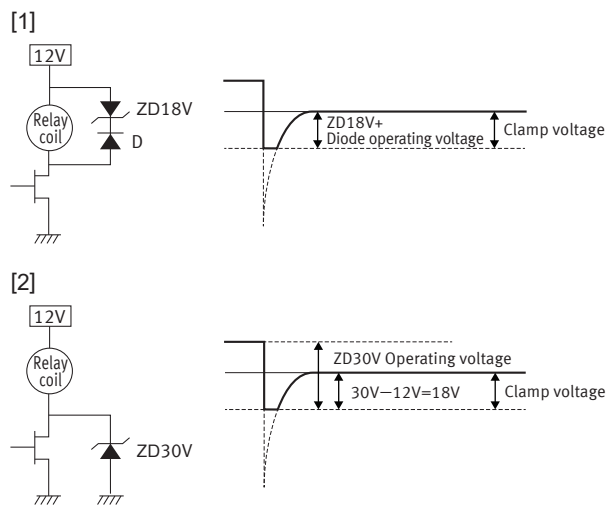 [1]
12V
Relay
coil
ZD18V
D
ZD18V+
Diode operating voltage
Clamp voltage
[2]
12V
Relay
coil
ZD30V
ZD30V Operating voltage
30V−12V=18V
Clamp voltage